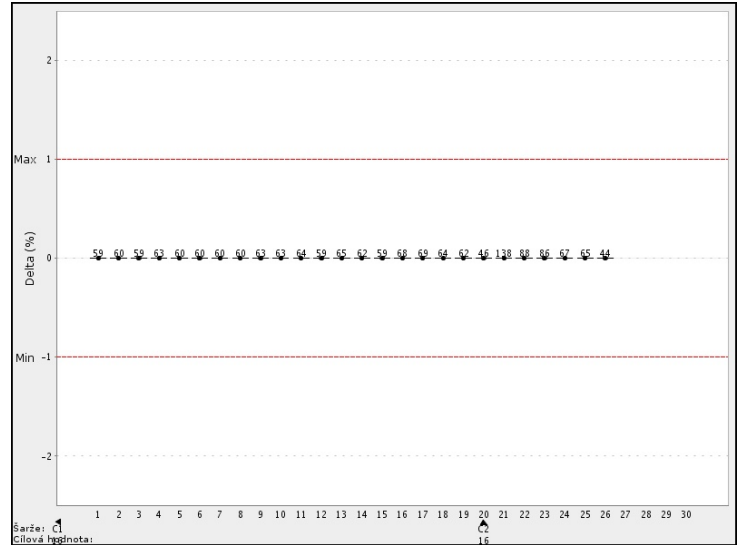 2
Max 1
59 60 59 63 60 60 60 60 63 63 64 59 65 62 59 68 69 64 62 46 138 88 86 67 65 44
0
Delta (%)
Min -1
-2
1 2 3 4 5 6 7 8 9 10 11 12 13 14 15 16 17 18 19 20 21 22 23 24 25 26 27 28 29 30
Šarže: C1 C2
Cílová hodnota: 16 16